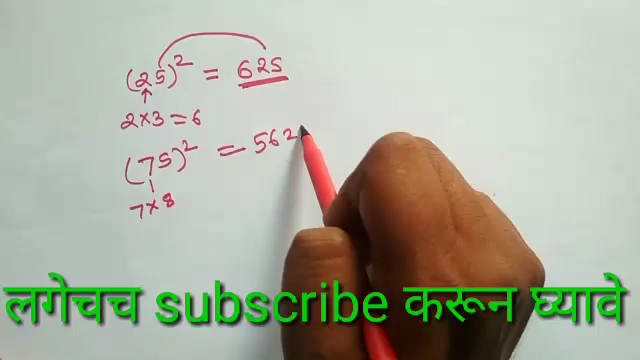 (25)² = 625
2×3 = 6
(75)² = 562
7×8
लगेचच subscribe करून घ्यावे